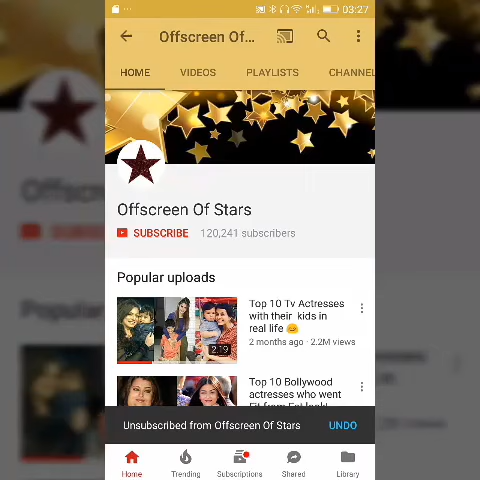 03:27
Offscreen Of...
HOME VIDEOS PLAYLISTS CHANNEL
Offscreen Of Stars
SUBSCRIBE 120,241 subscribers
Popular uploads
Top 10 Tv Actresses
with their kids in
real life 🤗
2 months ago · 2.2M views
2:19
Top 10 Bollywood
actresses who went
Unsubscribed from Offscreen Of Stars UNDO
Home Trending Subscriptions Shared Library